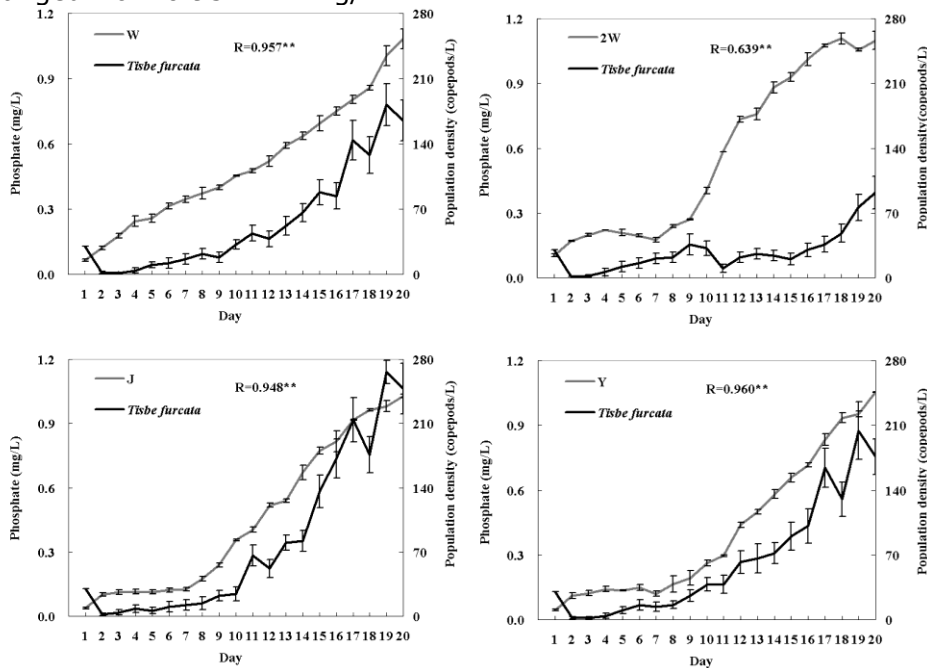 W
R=0.957**
Tisbe furcata
Phosphate (mg/L)
Population density (copepods/L)
1.2
0.9
0.6
0.3
0.0
280
210
140
70
0
1 2 3 4 5 6 7 8 9 10 11 12 13 14 15 16 17 18 19 20
Day
2W
R=0.639**
Tisbe furcata
Phosphate (mg/L)
Population density(copepods/L)
1.2
0.9
0.6
0.3
0.0
280
210
140
70
0
1 2 3 4 5 6 7 8 9 10 11 12 13 14 15 16 17 18 19 20
Day
J
R=0.948**
Tisbe furcata
Phosphate (mg/L)
Population density (copepods/L)
1.2
0.9
0.6
0.3
0.0
280
210
140
70
0
1 2 3 4 5 6 7 8 9 10 11 12 13 14 15 16 17 18 19 20
Day
Y
R=0.960**
Tisbe furcata
Phosphate (mg/L)
Population density (copepods/L)
1.2
0.9
0.6
0.3
0.0
280
210
140
70
0
1 2 3 4 5 6 7 8 9 10 11 12 13 14 15 16 17 18 19 20
Day